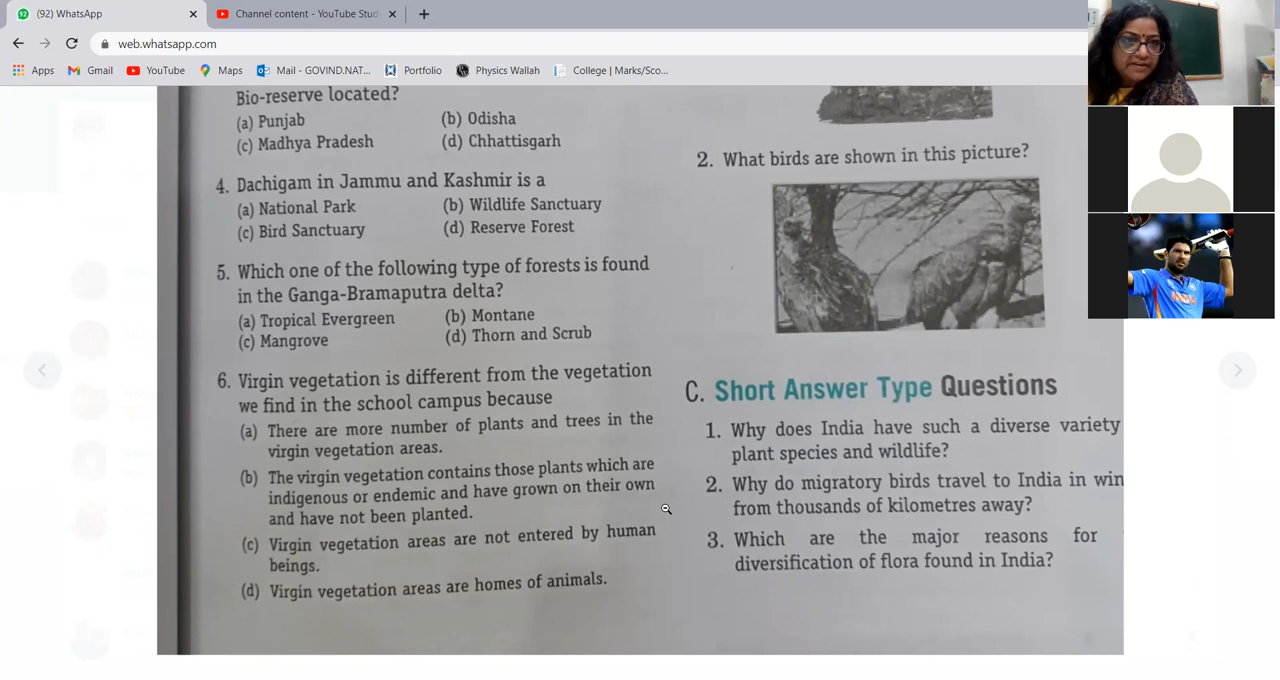 (92) WhatsApp
Channel content - YouTube Stud
web.whatsapp.com
Apps
Gmail
YouTube
Maps
Mail - GOVIND.NAT...
Portfolio
Physics Wallah
College | Marks/Sco...
Bio-reserve located?
(a) Punjab (b) Odisha
(c) Madhya Pradesh (d) Chhattisgarh
4. Dachigam in Jammu and Kashmir is a
(a) National Park (b) Wildlife Sanctuary
(c) Bird Sanctuary (d) Reserve Forest
5. Which one of the following type of forests is found
in the Ganga-Bramaputra delta?
(a) Tropical Evergreen (b) Montane
(c) Mangrove (d) Thorn and Scrub
6. Virgin vegetation is different from the vegetation
we find in the school campus because
(a) There are more number of plants and trees in the
virgin vegetation areas.
(b) The virgin vegetation contains those plants which are
indigenous or endemic and have grown on their own
and have not been planted.
(c) Virgin vegetation areas are not entered by human
beings.
(d) Virgin vegetation areas are homes of animals.
2. What birds are shown in this picture?
C. Short Answer Type Questions
1. Why does India have such a diverse variety
plant species and wildlife?
2. Why do migratory birds travel to India in win
from thousands of kilometres away?
3. Which are the major reasons for
diversification of flora found in India?